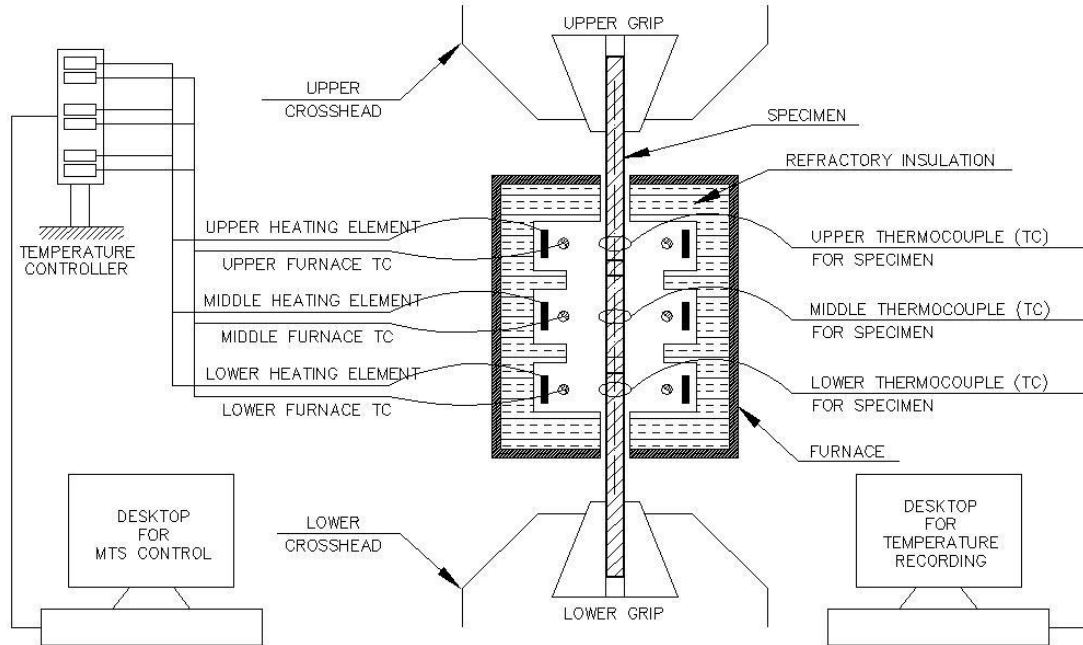 UPPER GRIP
UPPER
CROSSHEAD
SPECIMEN
REFRACTORY INSULATION
TEMPERATURE
CONTROLLER
UPPER HEATING ELEMENT
UPPER FURNACE TC
MIDDLE HEATING ELEMENT
MIDDLE FURNACE TC
LOWER HEATING ELEMENT
LOWER FURNACE TC
UPPER THERMOCOUPLE (TC)
FOR SPECIMEN
MIDDLE THERMOCOUPLE (TC)
FOR SPECIMEN
LOWER THERMOCOUPLE (TC)
FOR SPECIMEN
FURNACE
DESKTOP
FOR
MTS CONTROL
LOWER
CROSSHEAD
LOWER GRIP
DESKTOP
FOR
TEMPERATURE
RECORDING